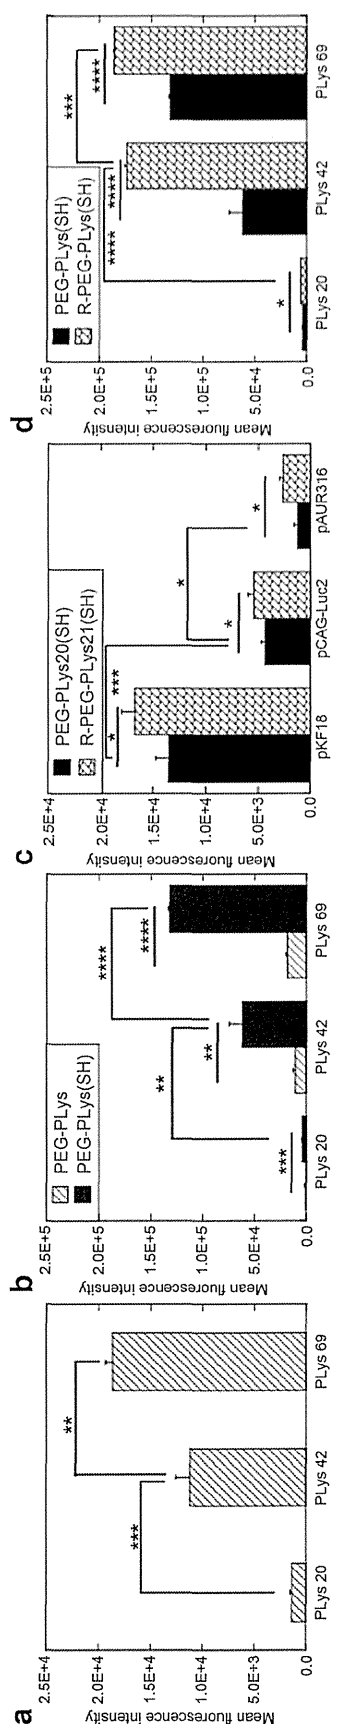 a
Mean fluorescence intensity
2.5E+4
2.0E+4
1.5E+4
1.0E+4
5.0E+3
0.0
**
***
PLys 20
PLys 42
PLys 69
b
Mean fluorescence intensity
2.5E+5
2.0E+5
1.5E+5
1.0E+5
5.0E+4
0.0
PEG-PLys
PEG-PLys(SH)
****
****
**
**
***
PLys 20
PLys 42
PLys 69
c
Mean fluorescence intensity
2.5E+4
2.0E+4
1.5E+4
1.0E+4
5.0E+3
0.0
PEG-PLys20(SH)
R-PEG-PLys21(SH)
***
*
*
*
*
pKF18
pCAG-Luc2
pAUR316
d
Mean fluorescence intensity
2.5E+5
2.0E+5
1.5E+5
1.0E+5
5.0E+4
0.0
PEG-PLys(SH)
R-PEG-PLys(SH)
***
****
****
****
*
PLys 20
PLys 42
PLys 69